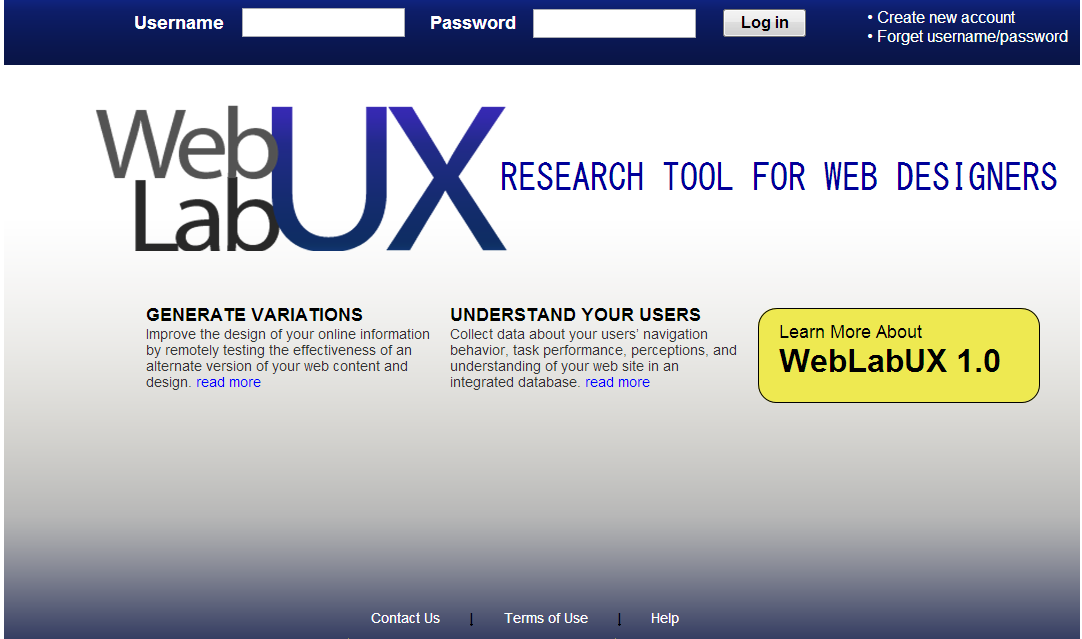 Username Password Log in
• Create new account
• Forget username/password
Web
Lab
UX
RESEARCH TOOL FOR WEB DESIGNERS
GENERATE VARIATIONS
Improve the design of your online information
by remotely testing the effectiveness of an
alternate version of your web content and
design. read more
UNDERSTAND YOUR USERS
Collect data about your users’ navigation
behavior, task performance, perceptions, and
understanding of your web site in an
integrated database. read more
Learn More About
WebLabUX 1.0
Contact Us | Terms of Use | Help